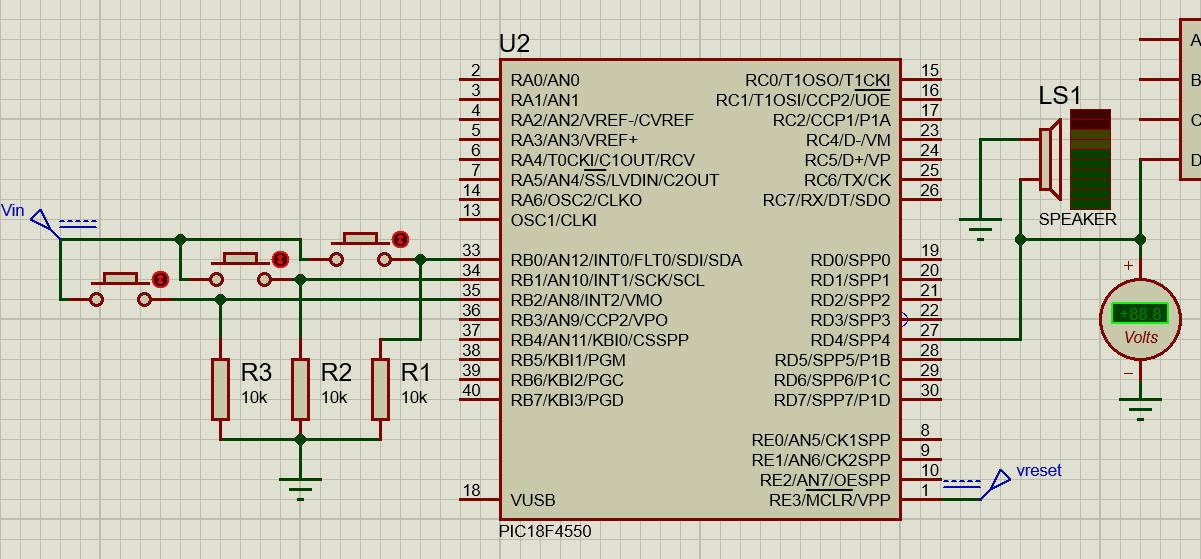 U2
2 RA0/AN0 RC0/T1OSO/T1CKI 15
3 RA1/AN1 RC1/T1OSI/CCP2/UOE 16
4 RA2/AN2/VREF-/CVREF RC2/CCP1/P1A 17
5 RA3/AN3/VREF+ RC4/D-/VM 23
6 RA4/T0CKI/C1OUT/RCV RC5/D+/VP 24
7 RA5/AN4/SS/LVDIN/C2OUT RC6/TX/CK 25
14 RA6/OSC2/CLKO RC7/RX/DT/SDO 26
13 OSC1/CLKI
33 RB0/AN12/INT0/FLT0/SDI/SDA RD0/SPP0 19
34 RB1/AN10/INT1/SCK/SCL RD1/SPP1 20
35 RB2/AN8/INT2/VMO RD2/SPP2 21
36 RB3/AN9/CCP2/VPO RD3/SPP3 22
37 RB4/AN11/KBI0/CSSPP RD4/SPP4 27
38 RB5/KBI1/PGM RD5/SPP5/P1B 28
39 RB6/KBI2/PGC RD6/SPP6/P1C 29
40 RB7/KBI3/PGD RD7/SPP7/P1D 30
RE0/AN5/CK1SPP 8
RE1/AN6/CK2SPP 9
RE2/AN7/OESPP 10
18 VUSB RE3/MCLR/VPP 1
PIC18F4550
Vin
R3
10k
R2
10k
R1
10k
LS1
SPEAKER
A
B
C
D
+
+88.8
Volts
−
vreset